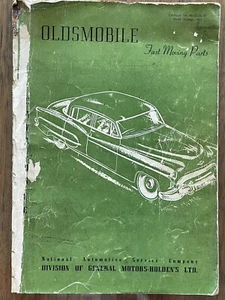 OLDSMOBILE
Fast Moving Parts
National Automotive Service Company
DIVISION OF GENERAL MOTORS-HOLDEN'S LTD.